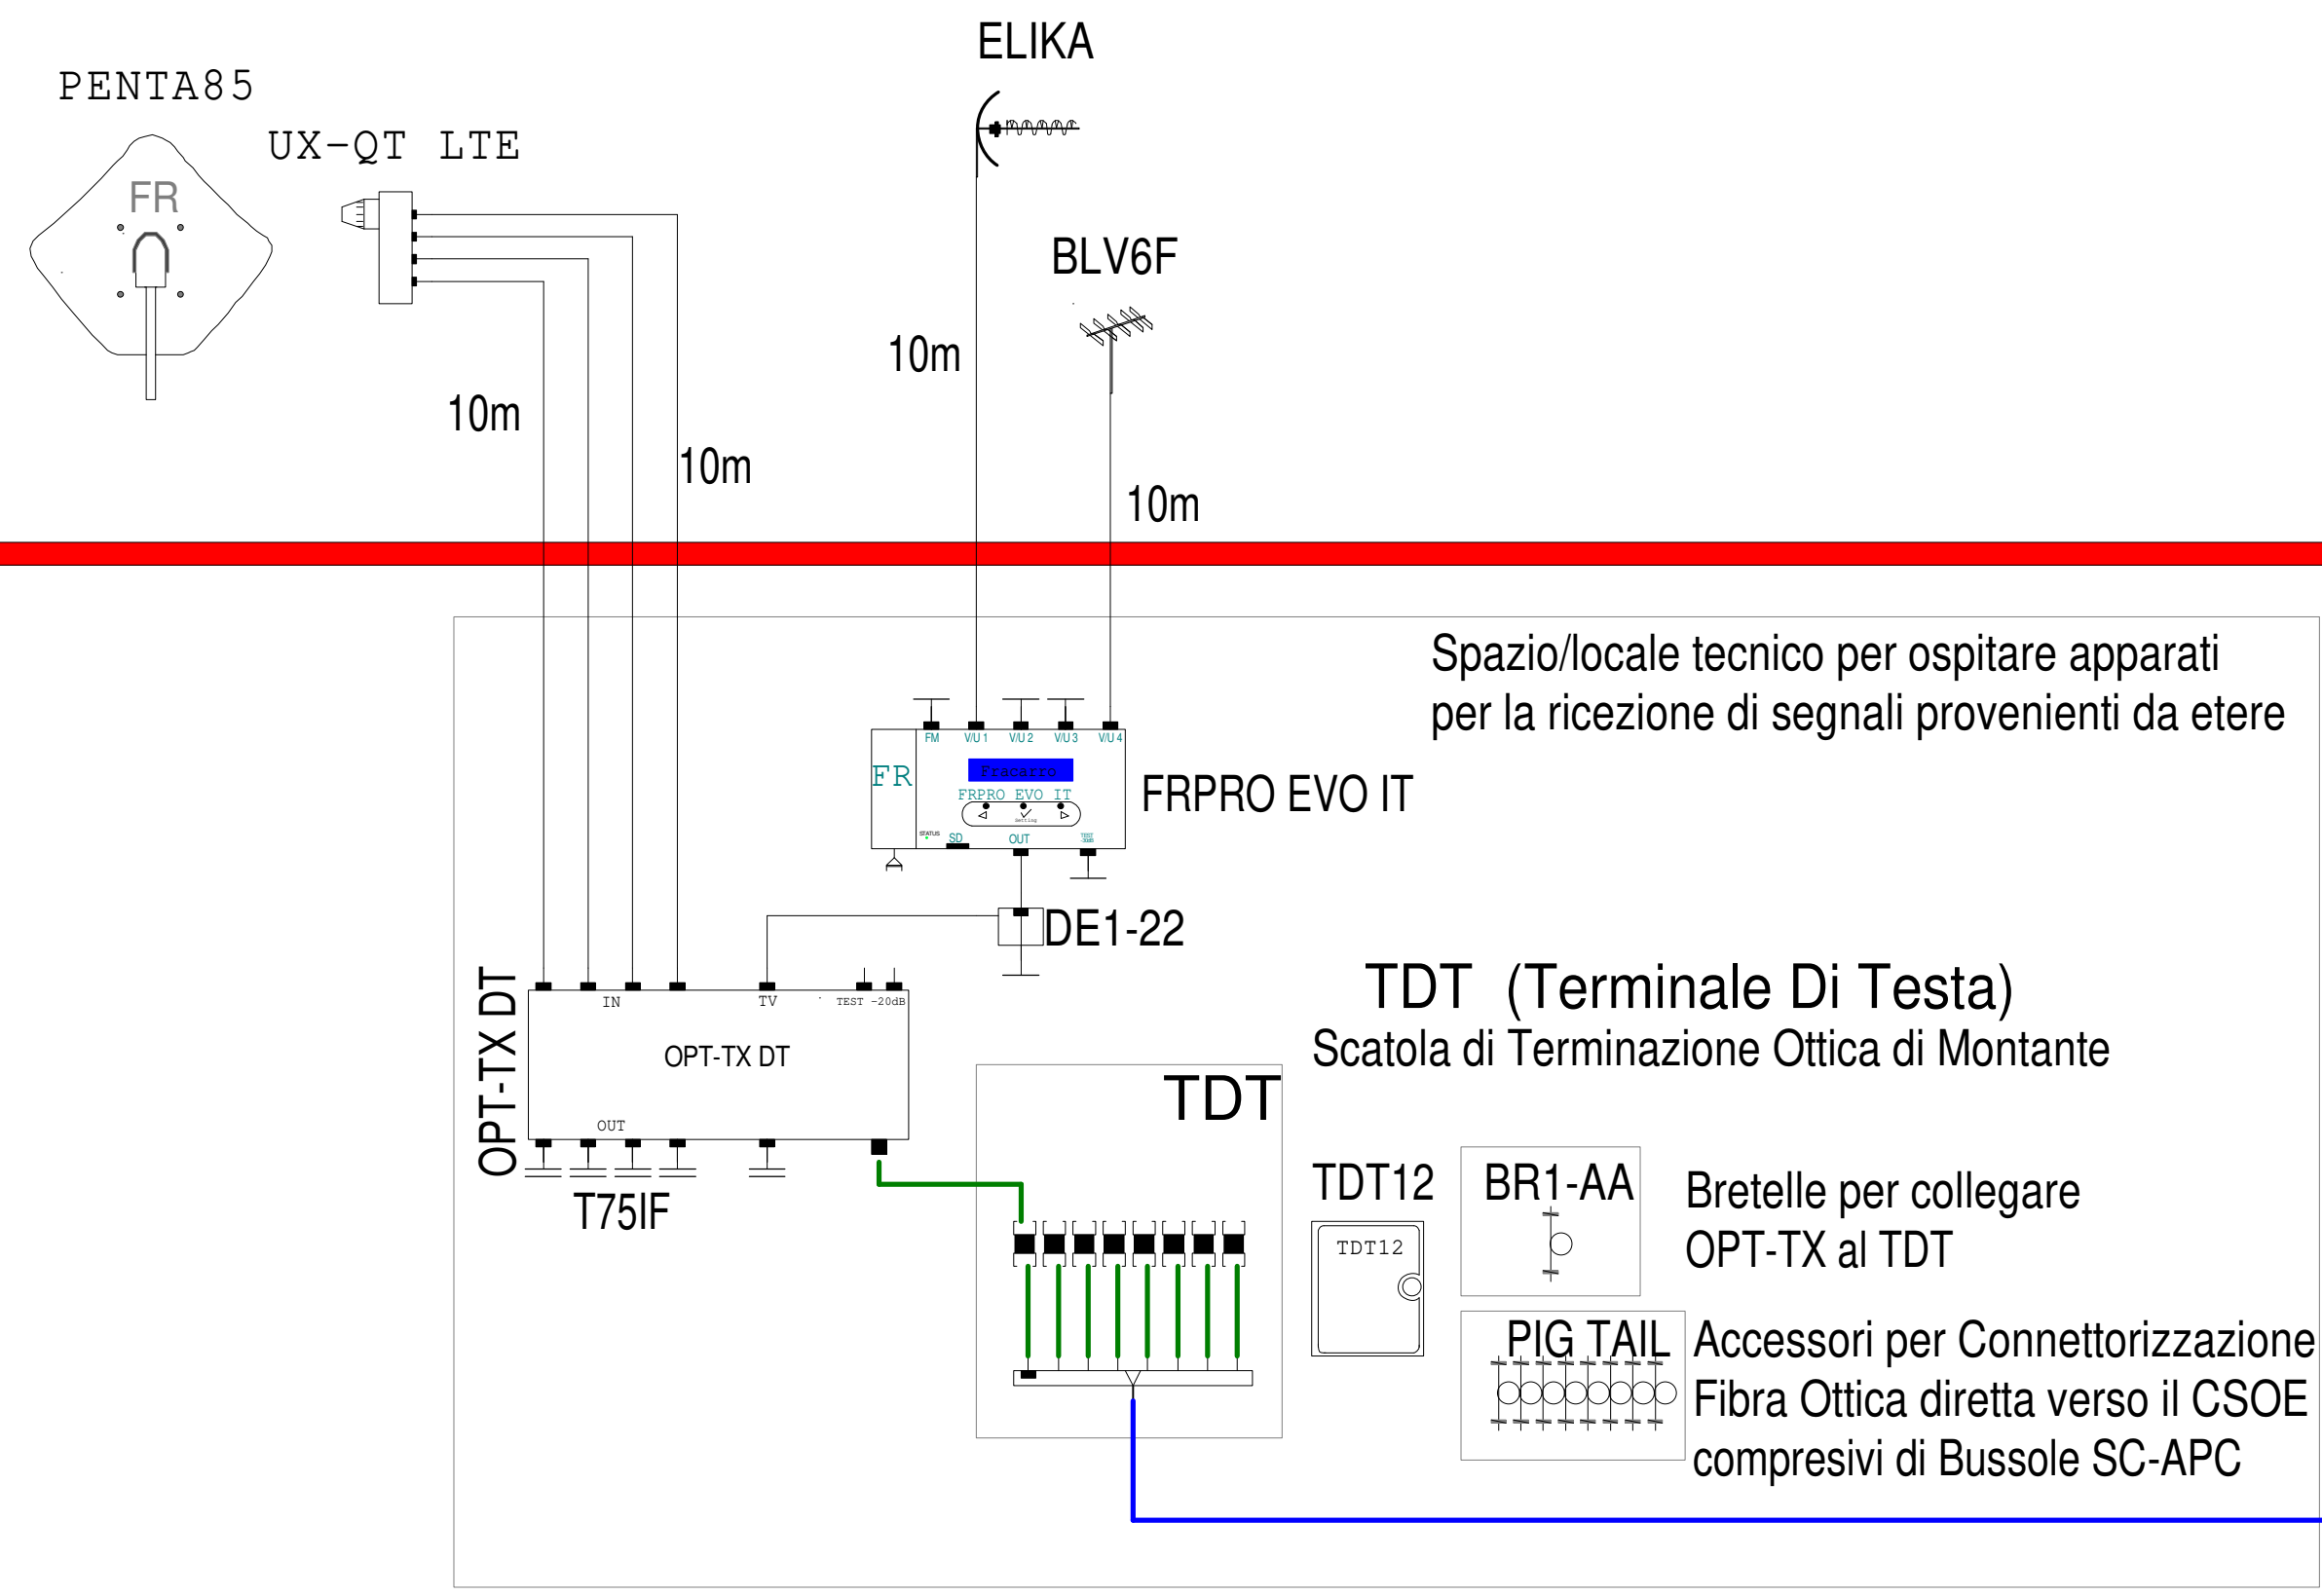 ELIKA
PENTA85
UX-QT LTE
FR
BLV6F
10m
10m
10m
10m
Spazio/locale tecnico per ospitare apparati
per la ricezione di segnali provenienti da etere
FM V/U 1 V/U 2 V/U 3 V/U 4
FR
Fracarro
FRPRO EVO IT
FRPRO EVO IT
Setting
STATUS
SD
OUT
TEST
-30dB
DE1-22
OPT-TX DT
IN
TV
TEST -20dB
OPT-TX DT
OUT
T75IF
TDT (Terminale Di Testa)
Scatola di Terminazione Ottica di Montante
TDT
TDT12
TDT12
BR1-AA
Bretelle per collegare
OPT-TX al TDT
PIG TAIL
Accessori per Connettorizzazione
Fibra Ottica diretta verso il CSOE
compresivi di Bussole SC-APC